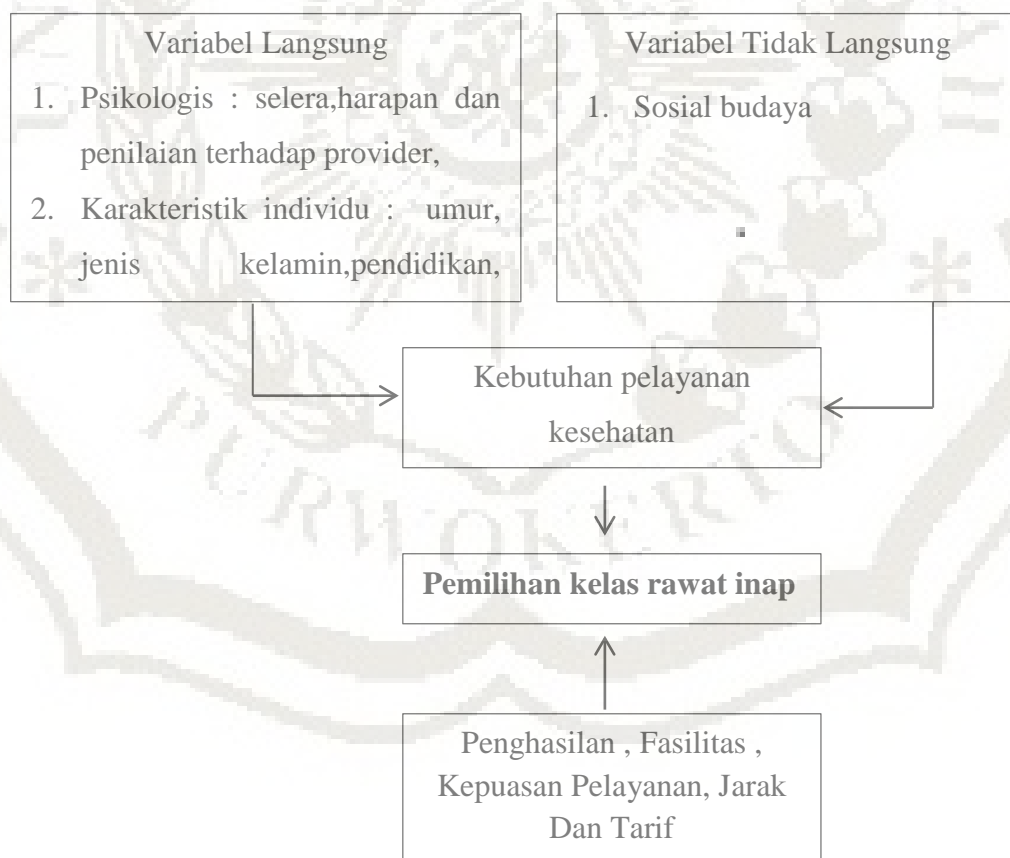 Variabel Langsung
1. Psikologis : selera,harapan dan
penilaian terhadap provider,
2. Karakteristik individu : umur,
jenis kelamin,pendidikan,
Variabel Tidak Langsung
1. Sosial budaya
Kebutuhan pelayanan
kesehatan
Pemilihan kelas rawat inap
Penghasilan , Fasilitas ,
Kepuasan Pelayanan, Jarak
Dan Tarif
PURWOKERTO